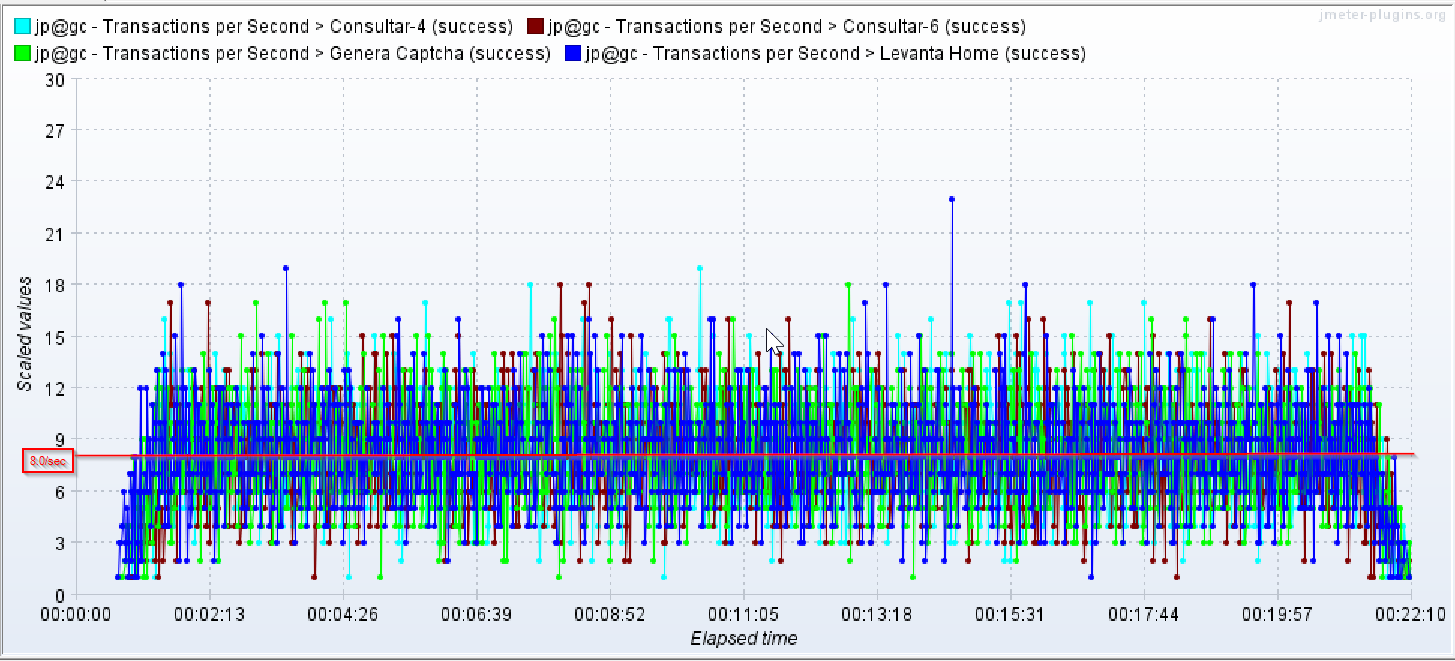 jmeter-plugins.org
jp@gc - Transactions per Second > Consultar-4 (success) jp@gc - Transactions per Second > Consultar-6 (success)
jp@gc - Transactions per Second > Genera Captcha (success) jp@gc - Transactions per Second > Levanta Home (success)
30
27
24
21
18
15
12
9
8.0/sec
6
3
0
Scaled values
00:00:00 00:02:13 00:04:26 00:06:39 00:08:52 00:11:05 00:13:18 00:15:31 00:17:44 00:19:57 00:22:10
Elapsed time